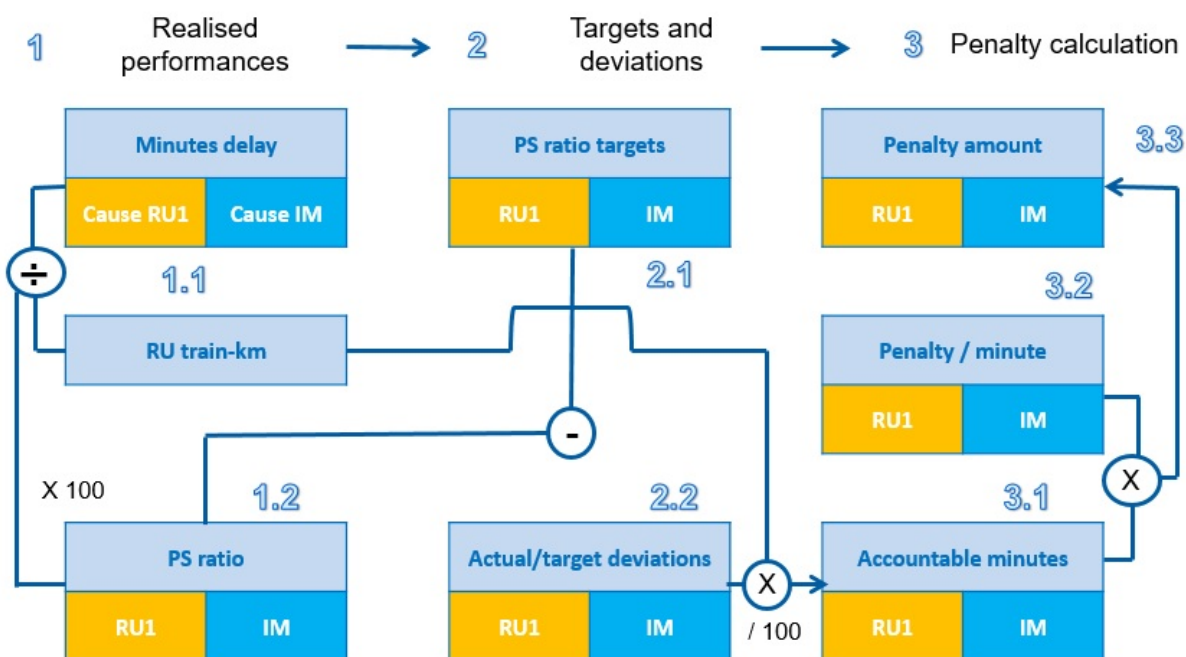 1
Realised
performances
2
Targets and
deviations
3
Penalty calculation
Minutes delay
Cause RU1
Cause IM
PS ratio targets
RU1
IM
Penalty amount
RU1
IM
3.3
÷
1.1
2.1
3.2
RU train-km
Penalty / minute
RU1
IM
-
X
X 100
1.2
2.2
3.1
PS ratio
RU1
IM
Actual/target deviations
RU1
IM
X
/ 100
Accountable minutes
RU1
IM